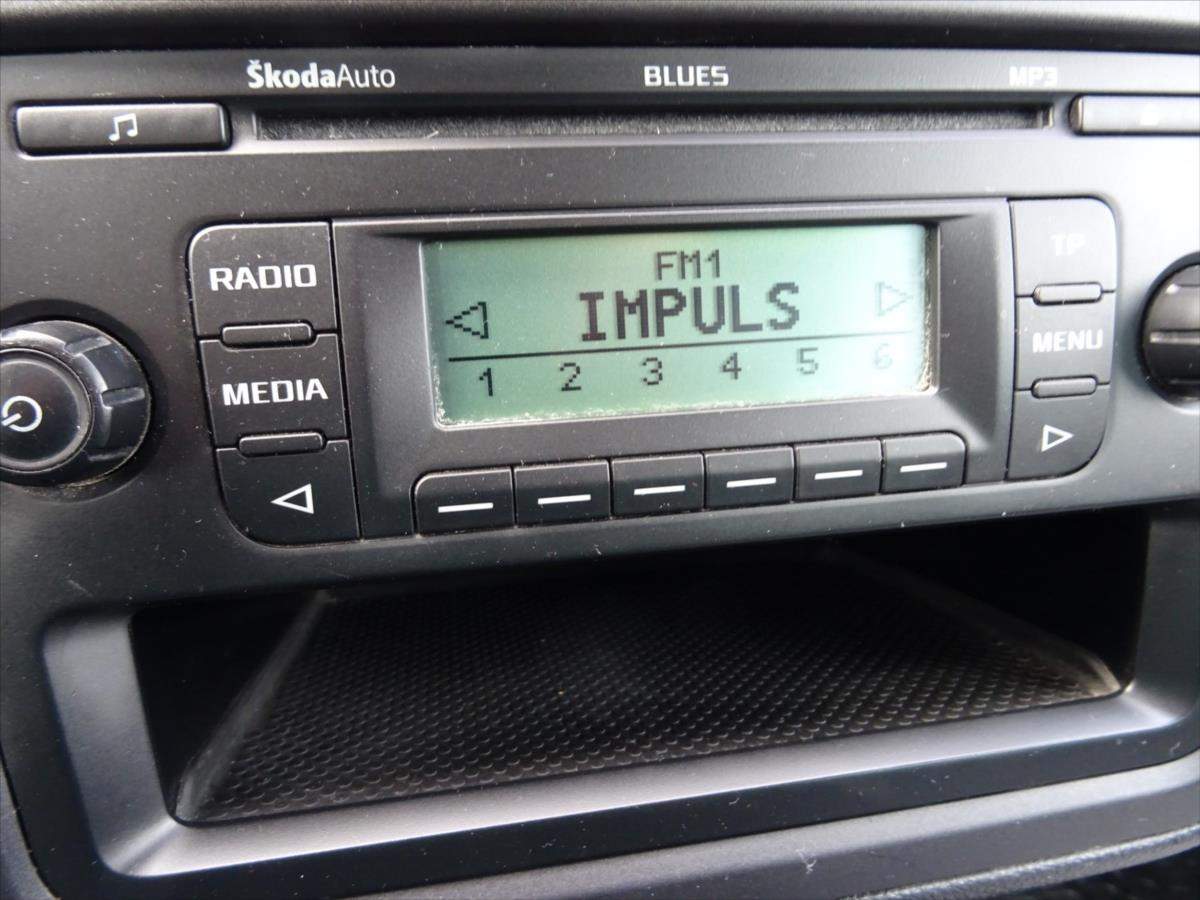 ŠkodaAuto BLUES MP3
RADIO
MEDIA
FM1
IMPULS
1 2 3 4 5 6
TP
MENU